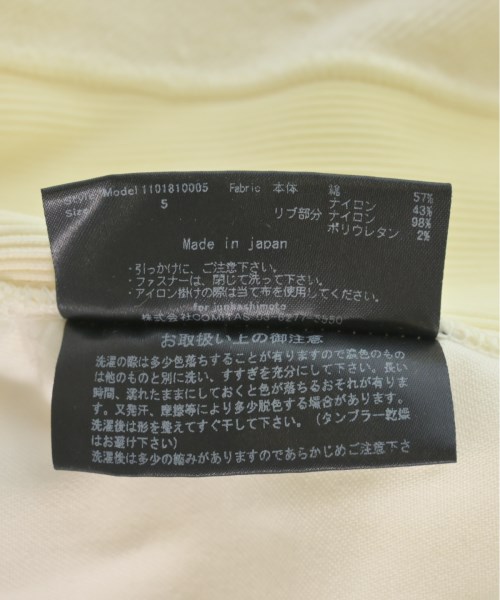 Style/Model 1101810005 Fabric 本体 綿 57%
Size S ナイロン 43%
リブ部分 ナイロン 98%
ポリウレタン 2%
Made in japan
・引っかけに、ご注意下さい。
・ファスナーは、閉じて洗って下さい。
・アイロン掛けの際は当て布を使用してください。
for junhashimoto
株式会社
お取扱い上の御注意
洗濯の際は多少色落ちすることが有りますので濃色のもの
は他のものと別に洗い、すすぎを充分にして下さい。長い
時間、濡れたままにしておくと色が落ちるおそれが有りま
す。又発汗、摩擦等により多少脱色する場合があります。
洗濯後は形を整えてすぐ干して下さい。(タンブラー乾燥
はお避け下さい)
洗濯後は多少の縮みがありますのであらかじめご注意下さ